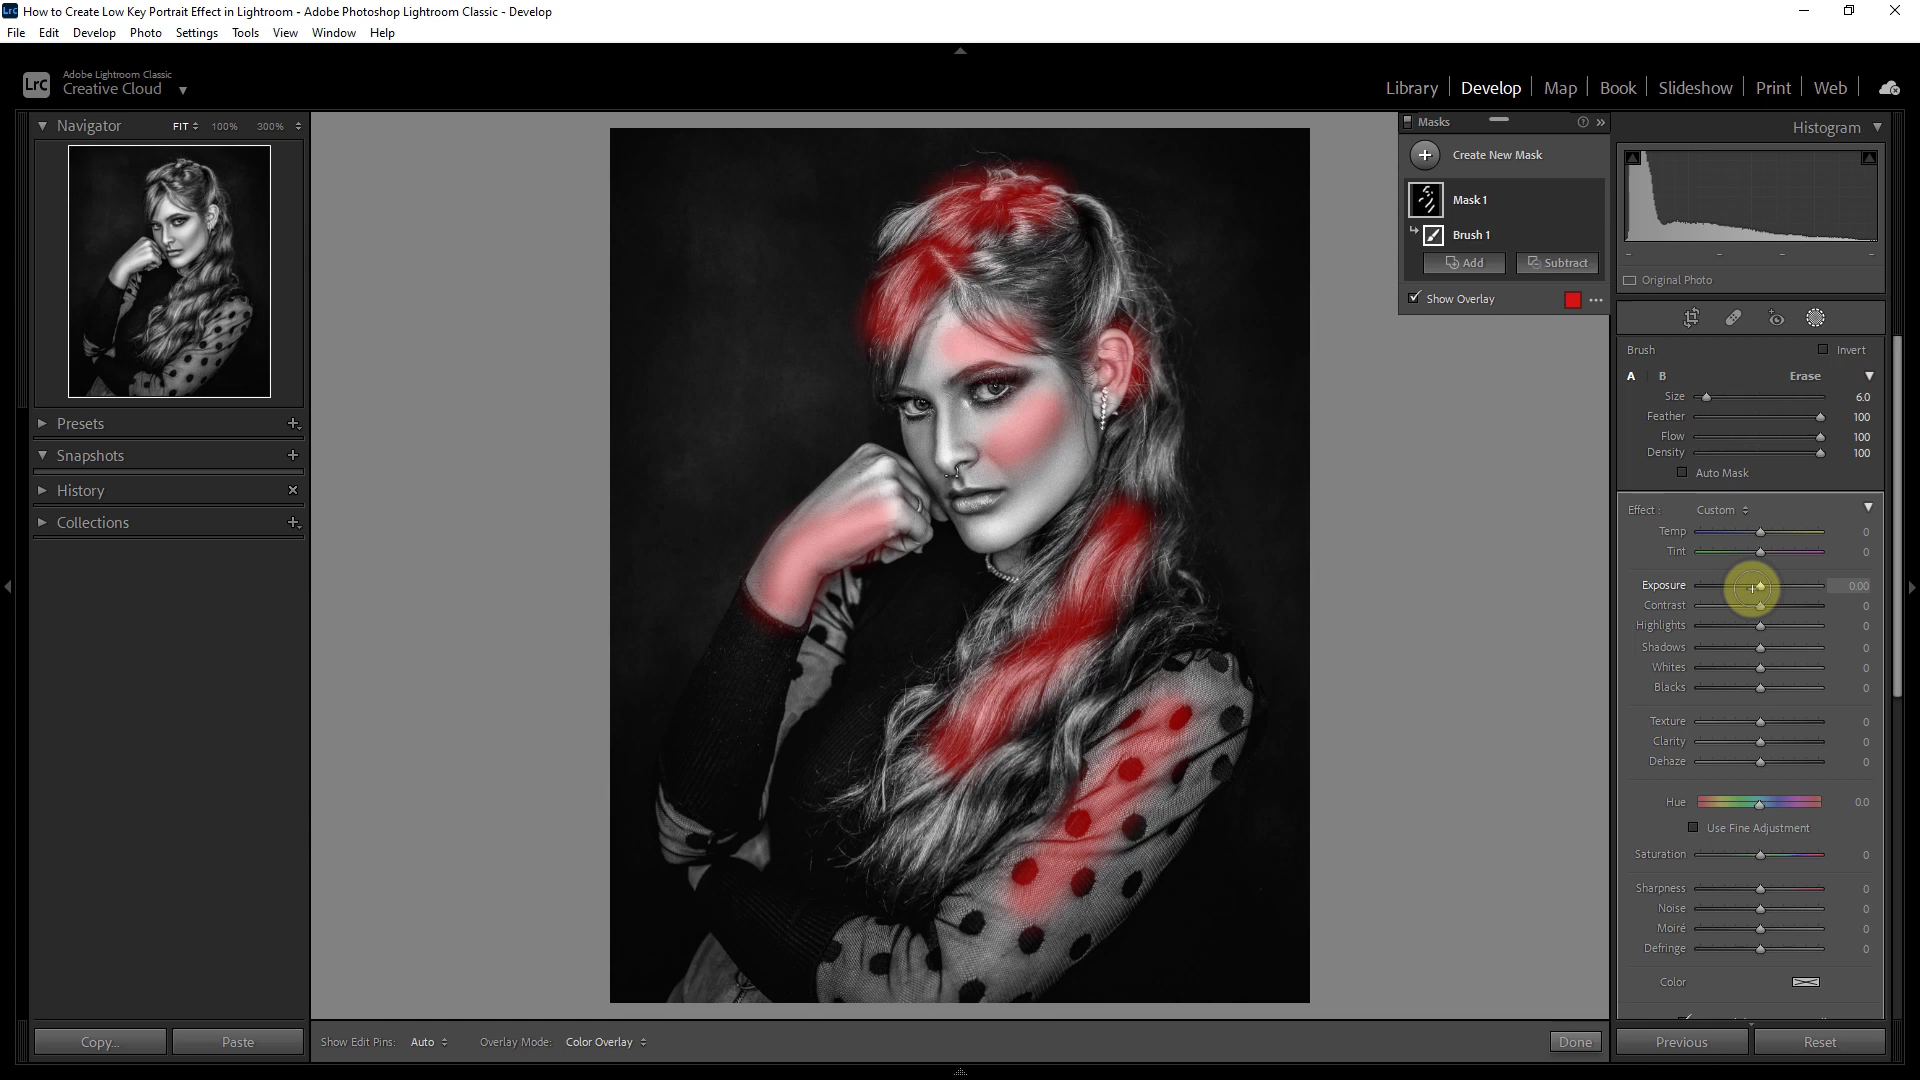 Lrc How to Create Low Key Portrait Effect in Lightroom - Adobe Photoshop Lightroom Classic - Develop
File Edit Develop Photo Settings Tools View Window Help
LrC Adobe Lightroom Classic
Creative Cloud
Library Develop Map Book Slideshow Print Web
Navigator FIT 100% 300%
Presets
Snapshots
History
Collections
Copy... Paste
Masks
Create New Mask
Mask 1
Brush 1
Add Subtract
Show Overlay
Histogram
Original Photo
Brush Invert
A B Erase
Size 6.0
Feather 100
Flow 100
Density 100
Auto Mask
Effect : Custom
Temp 0
Tint 0
Exposure 0.00
Contrast 0
Highlights 0
Shadows 0
Whites 0
Blacks 0
Texture 0
Clarity 0
Dehaze 0
Hue 0.0
Use Fine Adjustment
Saturation 0
Sharpness 0
Noise 0
Moiré 0
Defringe 0
Color
Show Edit Pins: Auto Overlay Mode: Color Overlay Done
Previous Reset